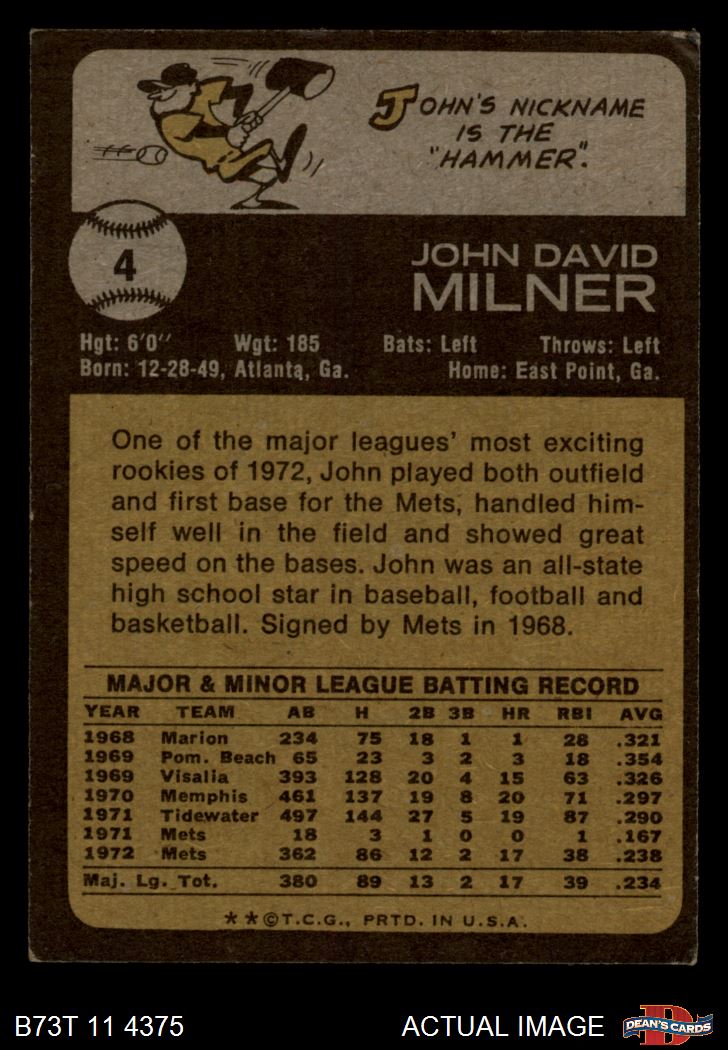 JOHN'S NICKNAME
IS THE
"HAMMER".
4
JOHN DAVID
MILNER
Hgt: 6'0" Wgt: 185 Bats: Left Throws: Left
Born: 12-28-49, Atlanta, Ga. Home: East Point, Ga.
One of the major leagues' most exciting
rookies of 1972, John played both outfield
and first base for the Mets, handled him-
self well in the field and showed great
speed on the bases. John was an all-state
high school star in baseball, football and
basketball. Signed by Mets in 1968.
MAJOR & MINOR LEAGUE BATTING RECORD
YEAR TEAM AB H 2B 3B HR RBI AVG
1968 Marion 234 75 18 1 1 28 .321
1969 Pom. Beach 65 23 3 2 3 18 .354
1969 Visalia 393 128 20 4 15 63 .326
1970 Memphis 461 137 19 8 20 71 .297
1971 Tidewater 497 144 27 5 19 87 .290
1971 Mets 18 3 1 0 0 1 .167
1972 Mets 362 86 12 2 17 38 .238
Maj. Lg. Tot. 380 89 13 2 17 39 .234
**©T.C.G., PRTD. IN U.S.A.
B73T 11 4375 ACTUAL IMAGE DEAN'S CARDS